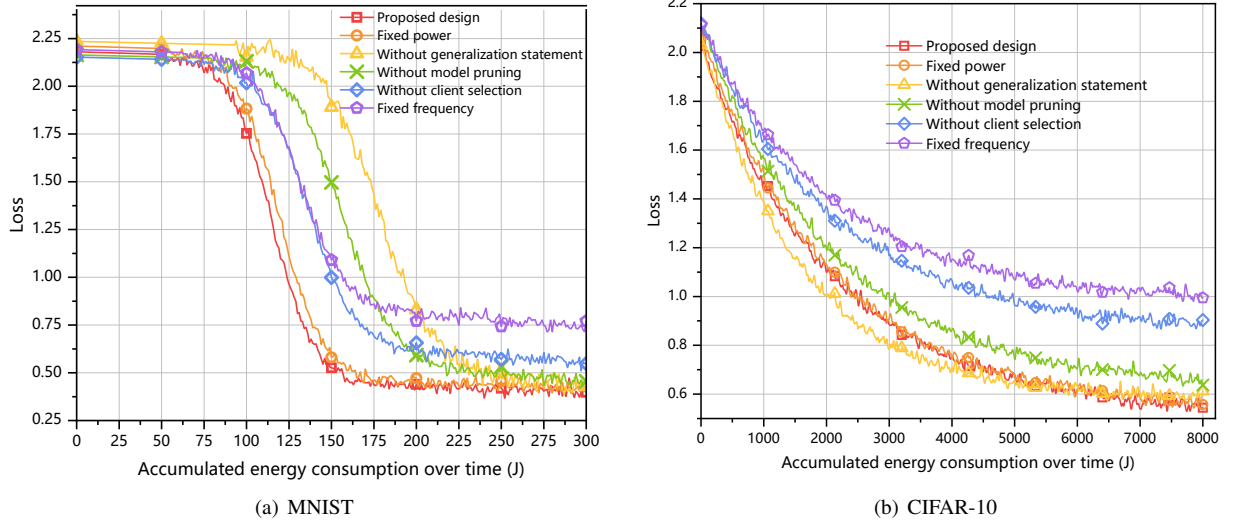 Loss
2.25
2.00
1.75
1.50
1.25
1.00
0.75
0.50
0.25
0
25
50
75
100
125
150
175
200
225
250
275
300
Accumulated energy consumption over time (J)
Proposed design
Fixed power
Without generalization statement
Without model pruning
Without client selection
Fixed frequency
(a) MNIST
Loss
2.2
2.0
1.8
1.6
1.4
1.2
1.0
0.8
0.6
0
1000
2000
3000
4000
5000
6000
7000
8000
Accumulated energy consumption over time (J)
Proposed design
Fixed power
Without generalization statement
Without model pruning
Without client selection
Fixed frequency
(b) CIFAR-10